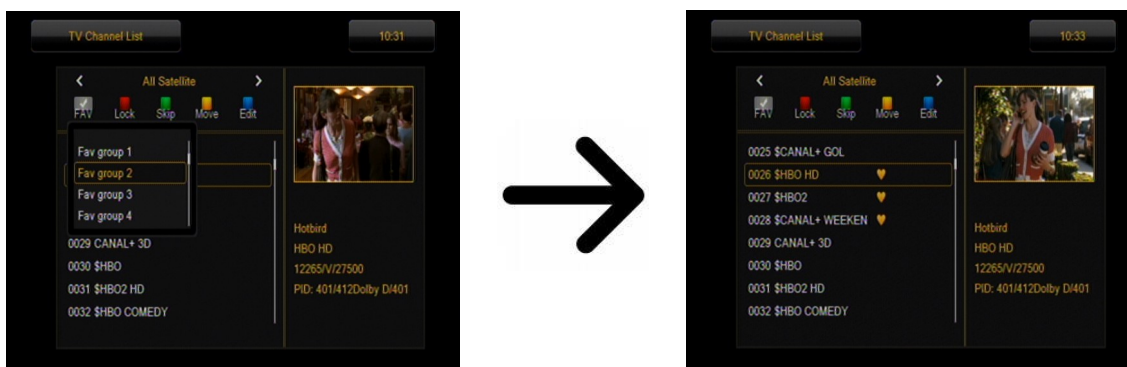 TV Channel List
10:31
All Satellite
FAV Lock Skip Move Edit
Fav group 1
Fav group 2
Fav group 3
Fav group 4
0029 CANAL+ 3D
0030 $HBO
0031 $HBO2 HD
0032 $HBO COMEDY
Hotbird
HBO HD
12265/V/27500
PID: 401/412Dolby D/401
TV Channel List
10:33
All Satellite
FAV Lock Skip Move Edit
0025 $CANAL+ GOL
0026 $HBO HD
0027 $HBO2
0028 $CANAL+ WEEKEN
0029 CANAL+ 3D
0030 $HBO
0031 $HBO2 HD
0032 $HBO COMEDY
Hotbird
HBO HD
12265/V/27500
PID: 401/412Dolby D/401